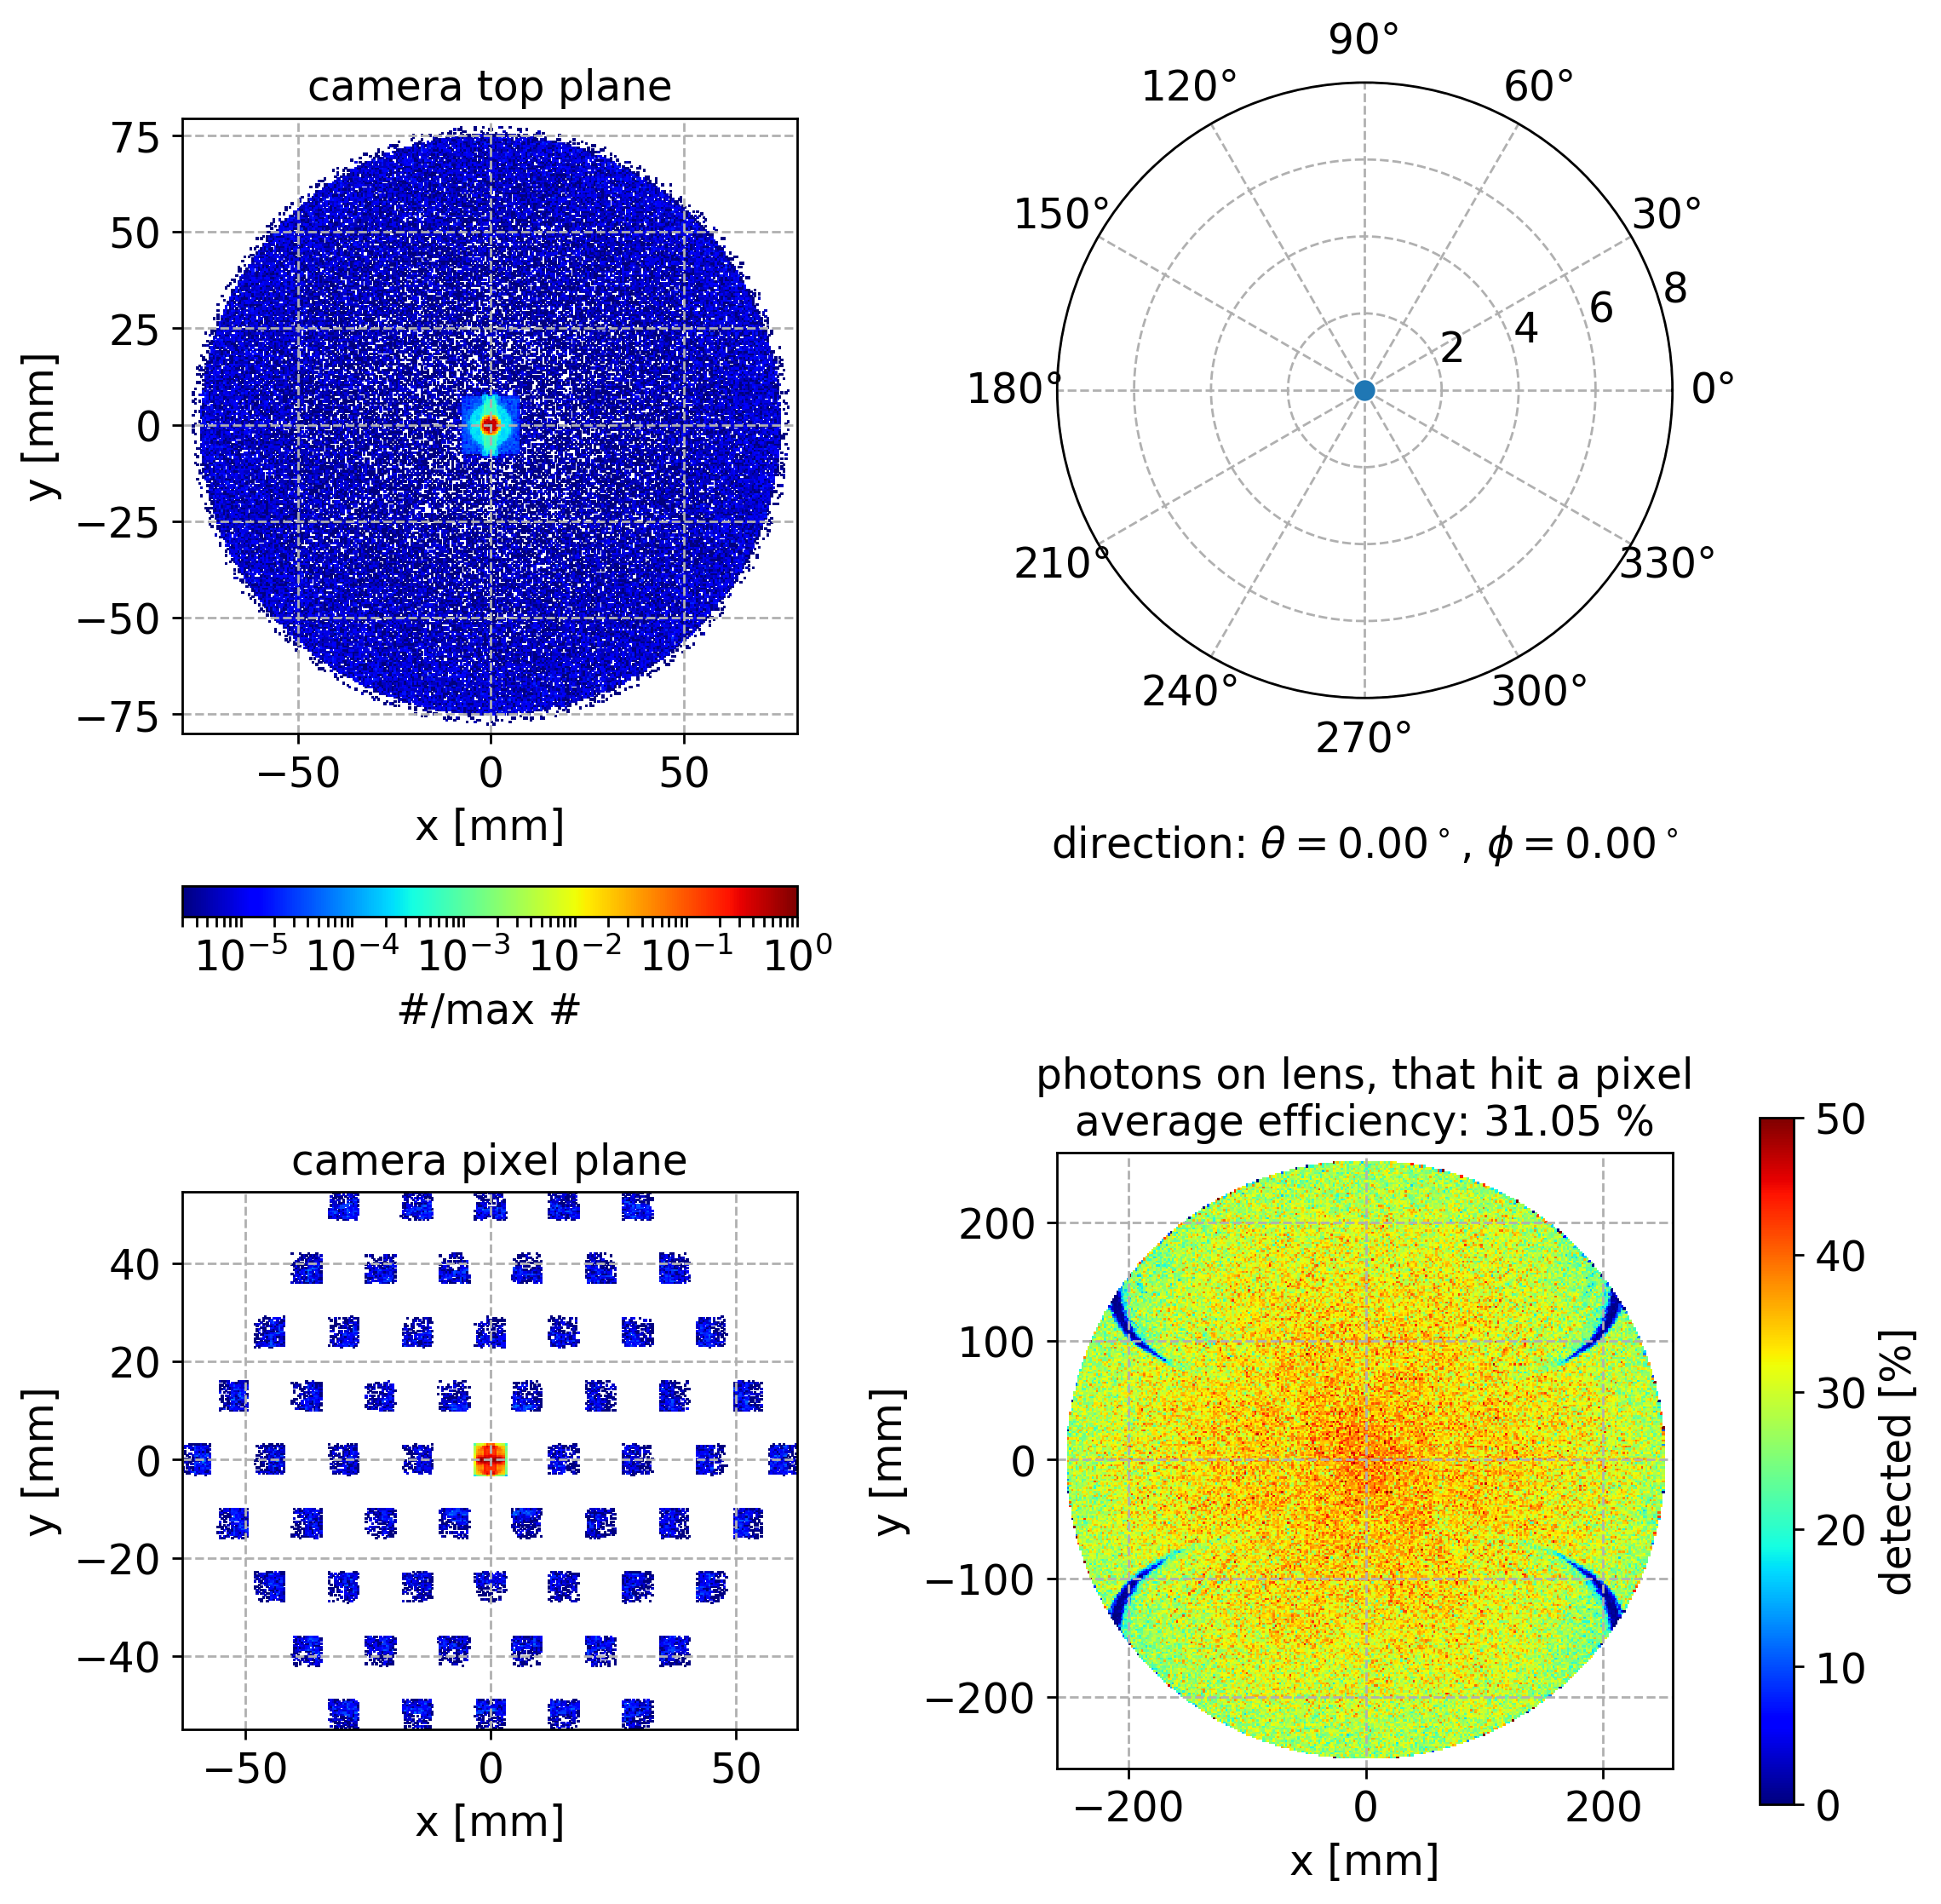 camera top plane
75
50
25
0
−25
−50
−75
y [mm]
−50 0 50
x [mm]
10⁻⁵ 10⁻⁴ 10⁻³ 10⁻² 10⁻¹ 10⁰
#/max #
90°
120° 60°
150° 30°
180° 0°
210° 330°
240° 300°
270°
2 4 6 8
direction: θ = 0.00°, ϕ = 0.00°
camera pixel plane
40
20
0
−20
−40
y [mm]
−50 0 50
x [mm]
photons on lens, that hit a pixel
average efficiency: 31.05 %
200
100
0
−100
−200
y [mm]
−200 0 200
x [mm]
50
40
30
20
10
0
detected [%]